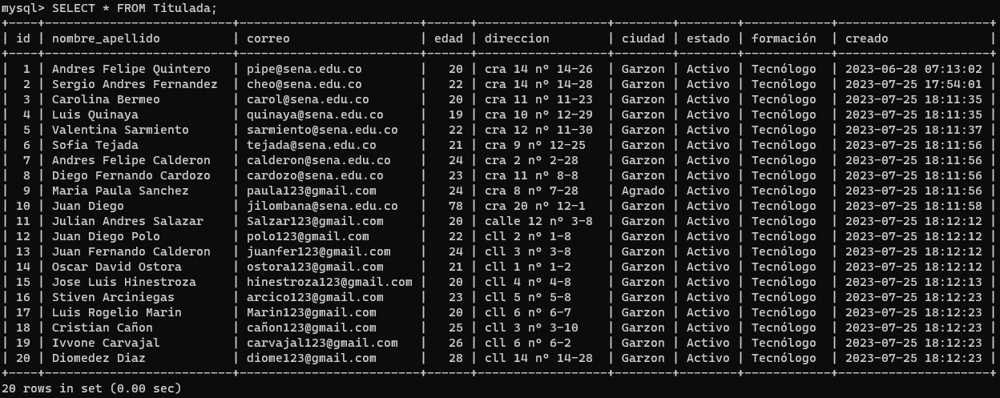 mysql> SELECT * FROM Titulada;
+----+-------------------------+-------------------------+------+------------------+--------+--------+-----------+---------------------+
| id | nombre_apellido | correo | edad | direccion | ciudad | estado | formación | creado |
+----+-------------------------+-------------------------+------+------------------+--------+--------+-----------+---------------------+
| 1 | Andres Felipe Quintero | pipe@sena.edu.co | 20 | cra 14 n° 14-26 | Garzon | Activo | Tecnólogo | 2023-06-28 07:13:02 |
| 2 | Sergio Andres Fernandez | cheo@sena.edu.co | 22 | cra 14 n° 14-28 | Garzon | Activo | Tecnólogo | 2023-07-25 17:54:01 |
| 3 | Carolina Bermeo | carol@sena.edu.co | 20 | cra 11 n° 11-23 | Garzon | Activo | Tecnólogo | 2023-07-25 18:11:35 |
| 4 | Luis Quinaya | quinaya@sena.edu.co | 19 | cra 10 n° 12-29 | Garzon | Activo | Tecnólogo | 2023-07-25 18:11:35 |
| 5 | Valentina Sarmiento | sarmiento@sena.edu.co | 22 | cra 12 n° 11-30 | Garzon | Activo | Tecnólogo | 2023-07-25 18:11:37 |
| 6 | Sofia Tejada | tejada@sena.edu.co | 21 | cra 9 n° 12-25 | Garzon | Activo | Tecnólogo | 2023-07-25 18:11:56 |
| 7 | Andres Felipe Calderon | calderon@sena.edu.co | 24 | cra 2 n° 2-28 | Garzon | Activo | Tecnólogo | 2023-07-25 18:11:56 |
| 8 | Diego Fernando Cardozo | cardozo@sena.edu.co | 23 | cra 11 n° 8-8 | Garzon | Activo | Tecnólogo | 2023-07-25 18:11:56 |
| 9 | Maria Paula Sanchez | paula123@gmail.com | 24 | cra 8 n° 7-28 | Agrado | Activo | Tecnólogo | 2023-07-25 18:11:56 |
| 10 | Juan Diego | jilombana@sena.edu.co | 78 | cra 20 n° 12-1 | Garzon | Activo | Tecnólogo | 2023-07-25 18:11:58 |
| 11 | Julian Andres Salazar | Salzar123@gmail.com | 20 | calle 12 n° 3-8 | Garzon | Activo | Tecnólogo | 2023-07-25 18:12:12 |
| 12 | Juan Diego Polo | polo123@gmail.com | 22 | cll 2 n° 1-8 | Garzon | Activo | Tecnólogo | 2023-07-25 18:12:12 |
| 13 | Juan Fernando Calderon | juanfer123@gmail.com | 24 | cll 3 n° 3-8 | Garzon | Activo | Tecnólogo | 2023-07-25 18:12:12 |
| 14 | Oscar David Ostora | ostora123@gmail.com | 21 | cll 1 n° 1-2 | Garzon | Activo | Tecnólogo | 2023-07-25 18:12:12 |
| 15 | Jose Luis Hinestroza | hinestroza123@gmail.com | 20 | cll 4 n° 4-8 | Garzon | Activo | Tecnólogo | 2023-07-25 18:12:13 |
| 16 | Stiven Arciniegas | arcico123@gmail.com | 23 | cll 5 n° 5-8 | Garzon | Activo | Tecnólogo | 2023-07-25 18:12:23 |
| 17 | Luis Rogelio Marin | Marin123@gmail.com | 20 | cll 6 n° 6-7 | Garzon | Activo | Tecnólogo | 2023-07-25 18:12:23 |
| 18 | Cristian Cañon | cañon123@gmail.com | 25 | cll 3 n° 3-10 | Garzon | Activo | Tecnólogo | 2023-07-25 18:12:23 |
| 19 | Ivvone Carvajal | carvajal123@gmail.com | 26 | cll 6 n° 6-2 | Garzon | Activo | Tecnólogo | 2023-07-25 18:12:23 |
| 20 | Diomedez Diaz | diome123@gmail.com | 28 | cll 14 n° 14-28 | Garzon | Activo | Tecnólogo | 2023-07-25 18:12:23 |
+----+-------------------------+-------------------------+------+------------------+--------+--------+-----------+---------------------+
20 rows in set (0.00 sec)